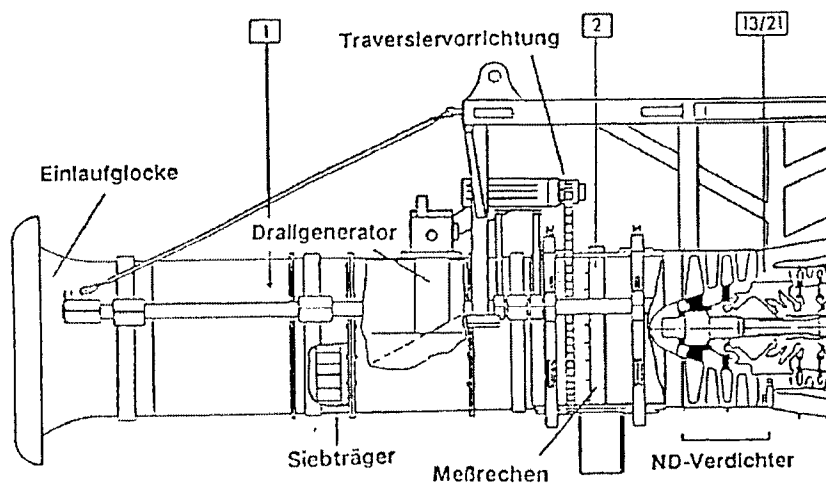 1
Traversiervorrichtung
2
13/21
Einlaufglocke
Drallgenerator
Siebträger
Meßrechen
ND-Verdichter